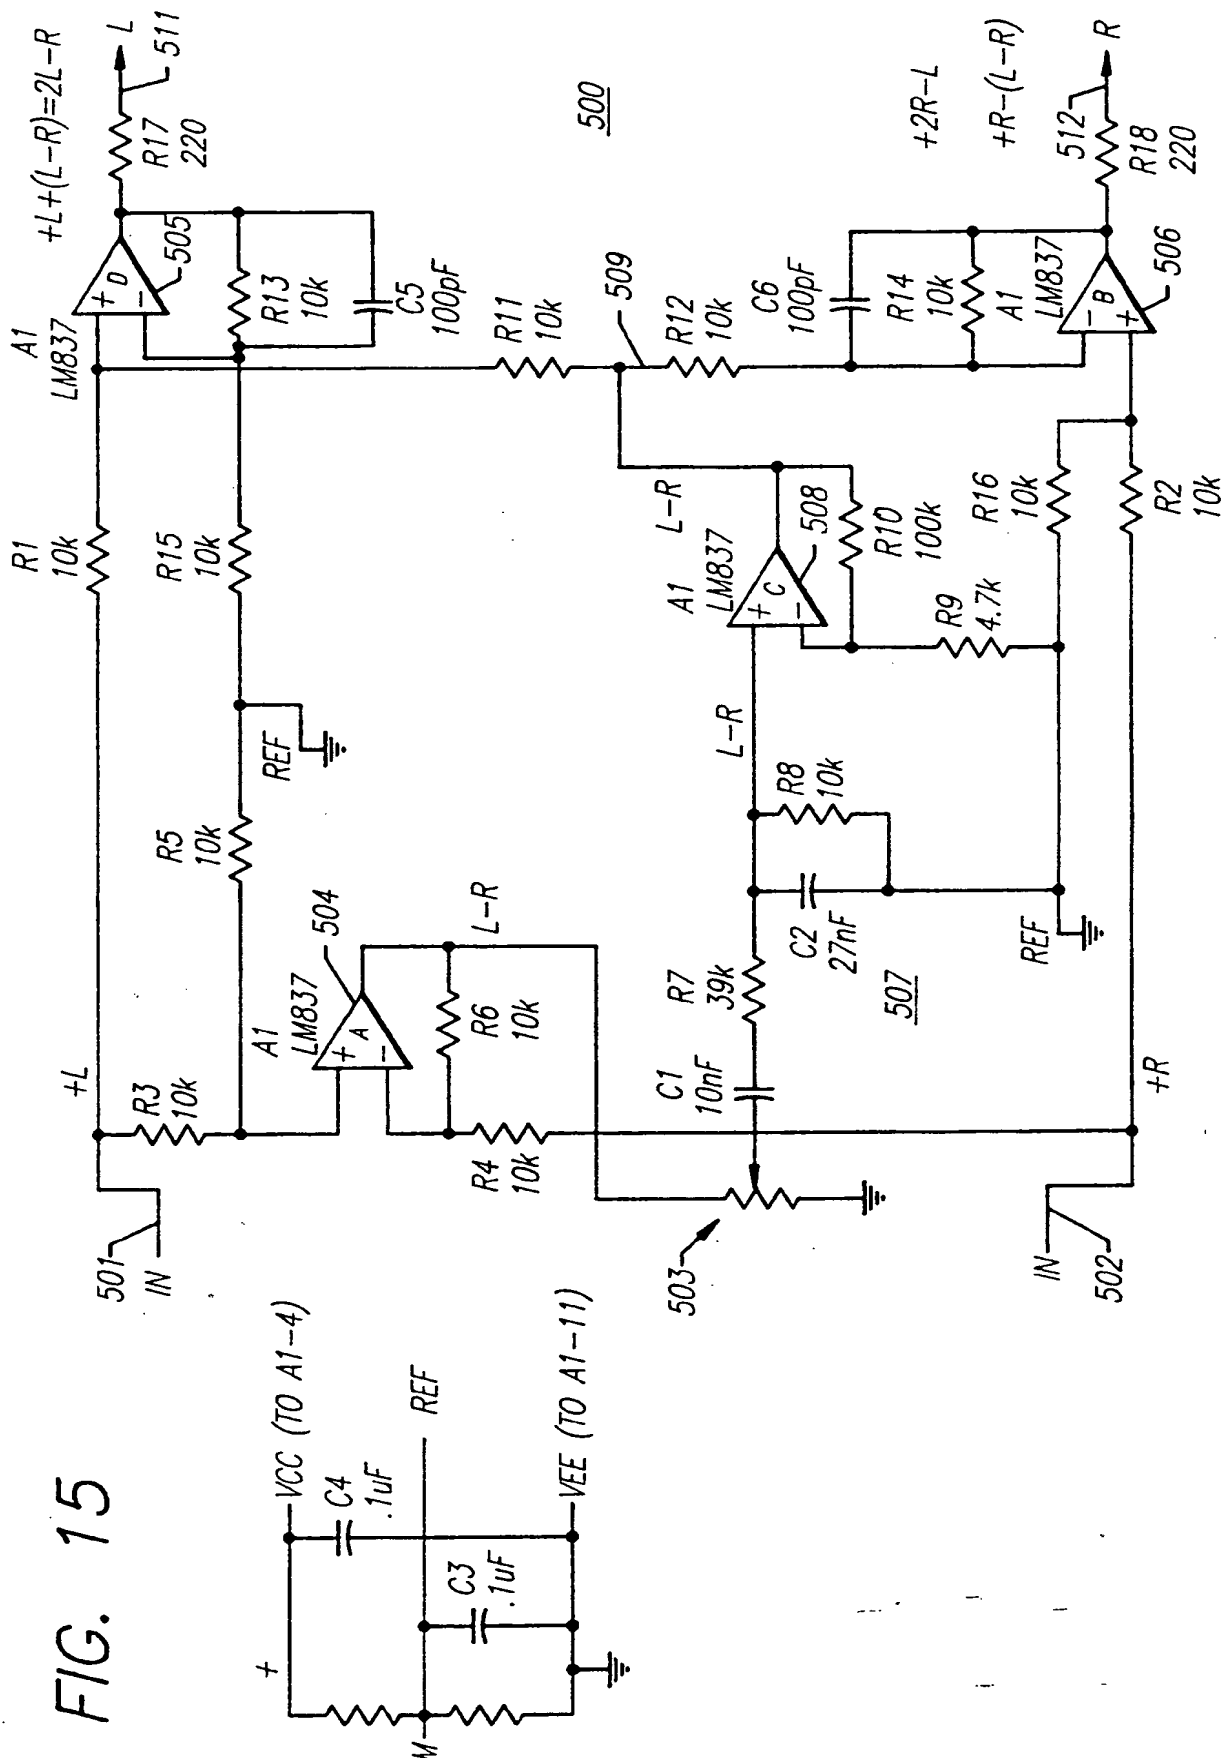 FIG. 15
+
VCC (TO A1-4)
C4
.1uF
REF
C3
.1uF
VEE (TO A1-11)
M
501
IN
+L
R3
10k
R1
10k
A1
LM837
+
D
−
505
+L+(L-R)=2L-R
L
R17
220
511
R5
10k
REF
R15
10k
R13
10k
C5
100pF
A1
LM837
504
+
A
−
R6
10k
L-R
R4
10k
R11
10k
509
500
503
C1
10nF
R7
39k
C2
27nF
507
R8
10k
L-R
A1
LM837
+
C
−
508
L-R
R10
100k
R9
4.7k
R12
10k
C6
100pF
R14
10k
A1
LM837
−
B
+
506
+2R-L
+R-(L-R)
512
R
R18
220
REF
R16
10k
R2
10k
IN
502
+R